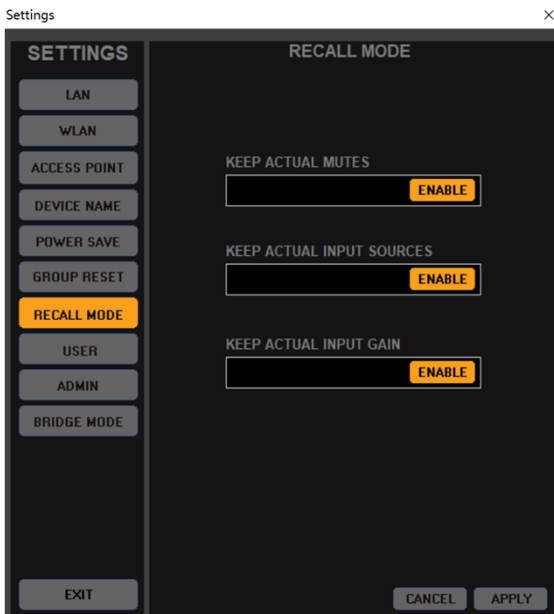 Settings
SETTINGS
LAN
WLAN
ACCESS POINT
DEVICE NAME
POWER SAVE
GROUP RESET
RECALL MODE
USER
ADMIN
BRIDGE MODE
EXIT
RECALL MODE
KEEP ACTUAL MUTES
ENABLE
KEEP ACTUAL INPUT SOURCES
ENABLE
KEEP ACTUAL INPUT GAIN
ENABLE
CANCEL APPLY